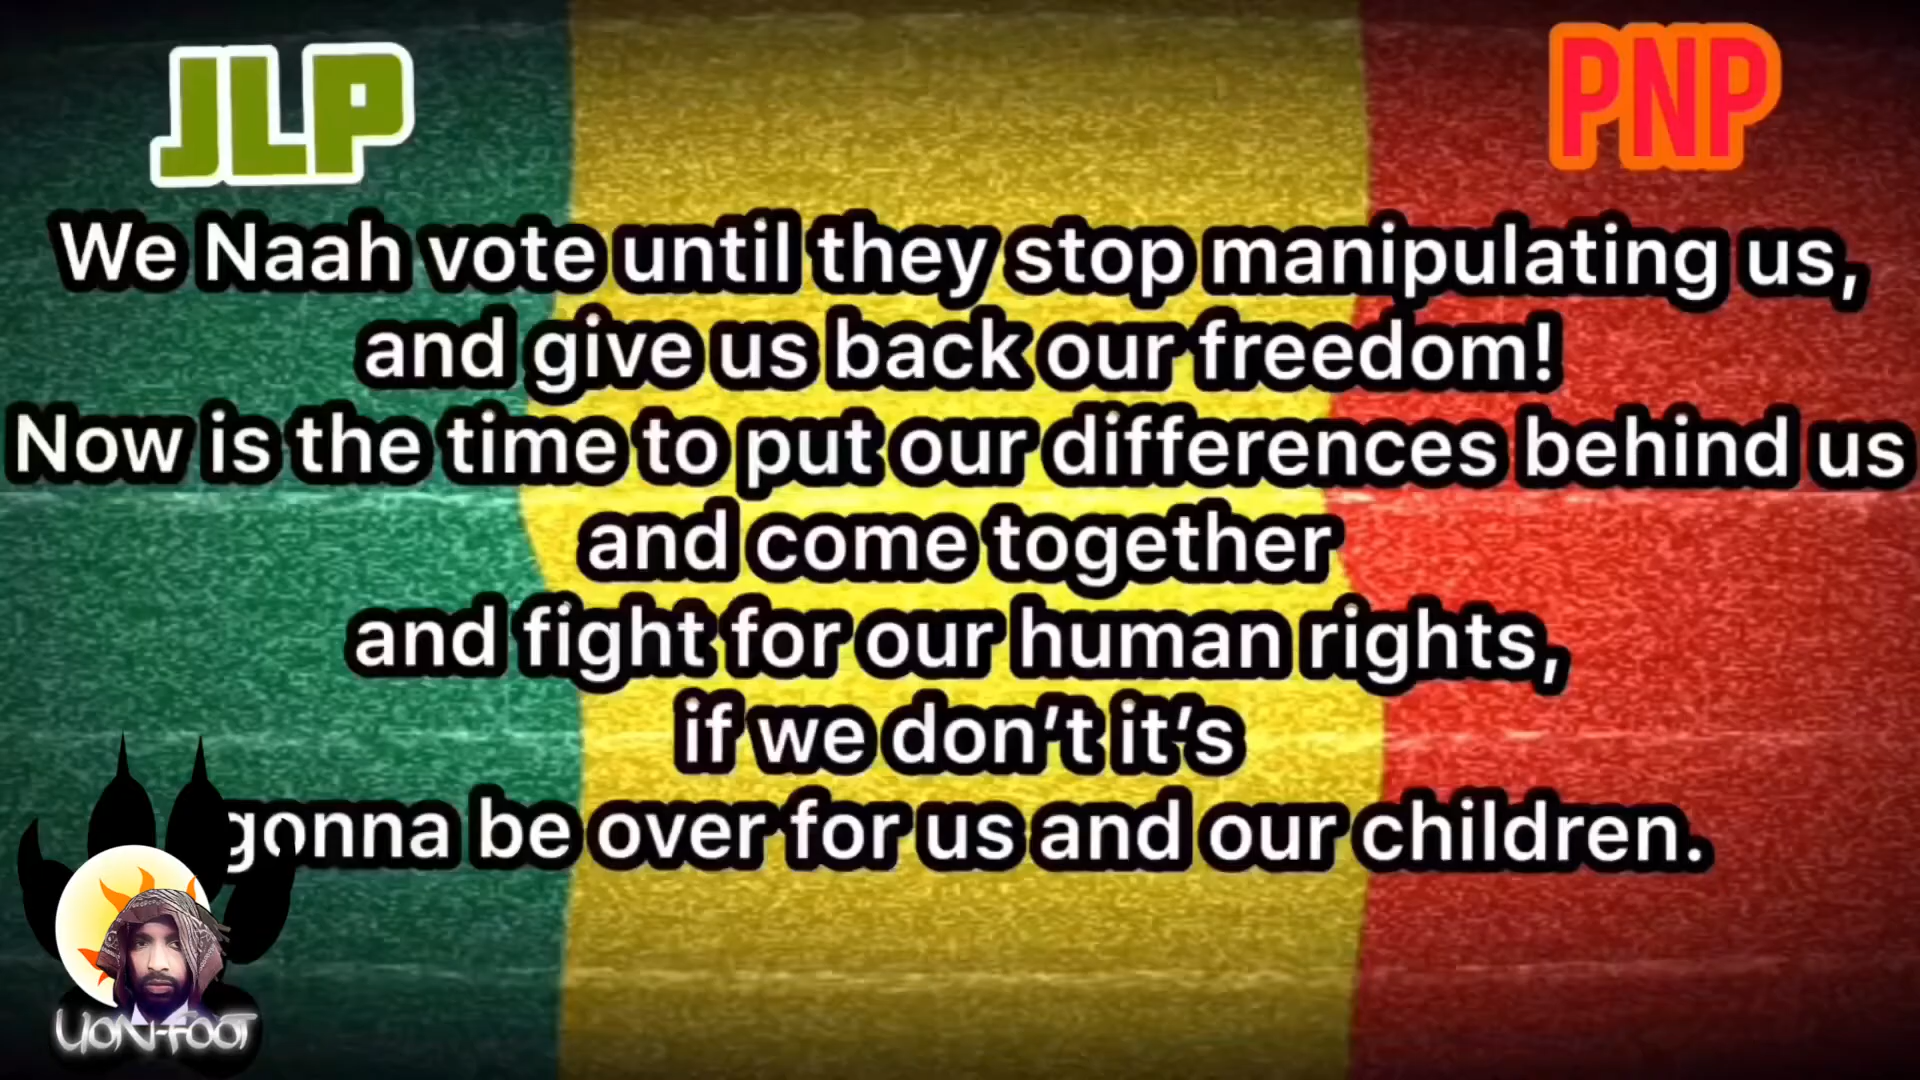 JLP
PNP
We Naah vote until they stop manipulating us,
and give us back our freedom!
Now is the time to put our differences behind us
and come together
and fight for our human rights,
if we don't it's
gonna be over for us and our children.
LION-FOOT